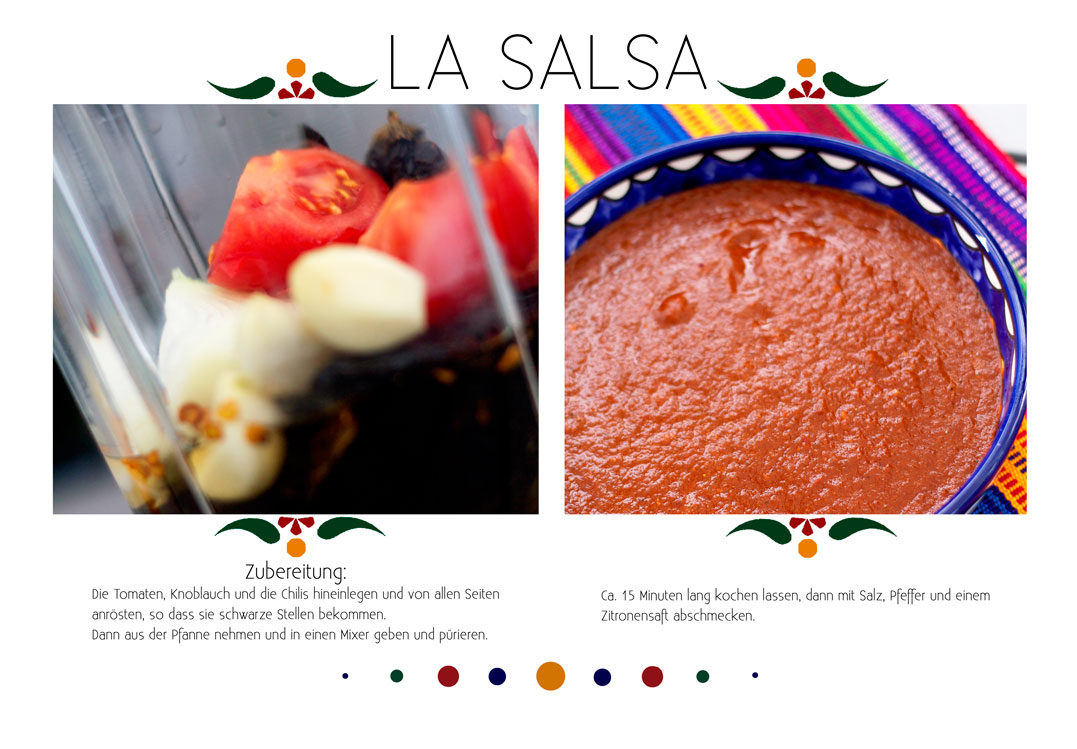 LA SALSA
Zubereitung:
Die Tomaten, Knoblauch und die Chilis hineinlegen und von allen Seiten
anrösten, so dass sie schwarze Stellen bekommen.
Dann aus der Pfanne nehmen und in einen Mixer geben und pürieren.
Ca. 15 Minuten lang kochen lassen, dann mit Salz, Pfeffer und einem
Zitronensaft abschmecken.